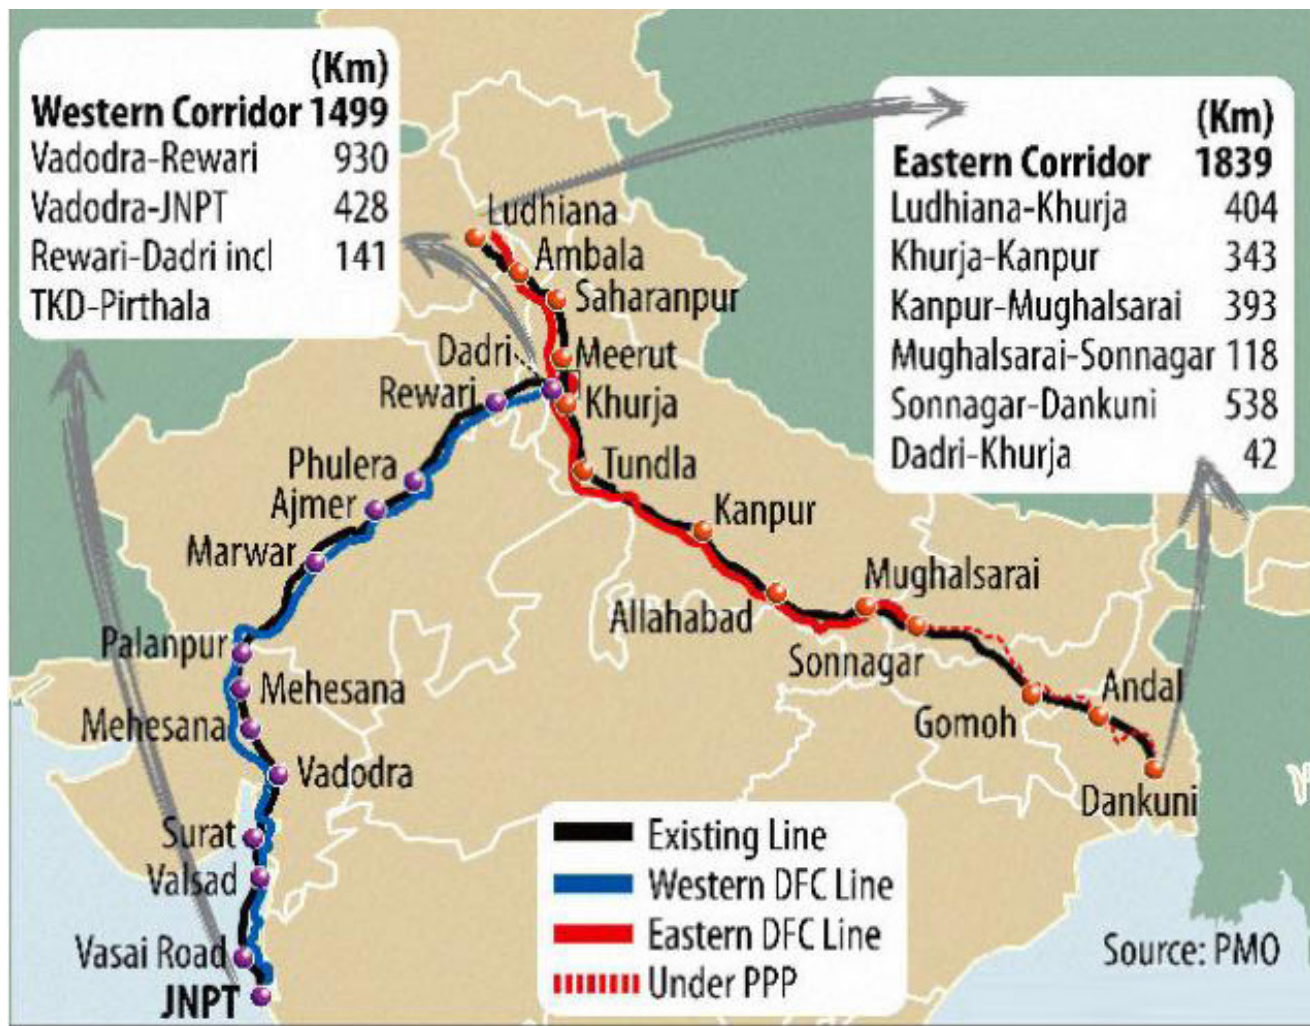 (Km)
Western Corridor 1499
Vadodra-Rewari 930
Vadodra-JNPT 428
Rewari-Dadri incl 141
TKD-Pirthala
(Km)
Eastern Corridor 1839
Ludhiana-Khurja 404
Khurja-Kanpur 343
Kanpur-Mughalsarai 393
Mughalsarai-Sonnagar 118
Sonnagar-Dankuni 538
Dadri-Khurja 42
Ludhiana
Ambala
Saharanpur
Dadri
Meerut
Rewari
Khurja
Phulera
Tundla
Ajmer
Kanpur
Marwar
Mughalsarai
Allahabad
Palanpur
Sonnagar
Mehesana
Andal
Mehesana
Gomoh
Vadodra
Dankuni
Surat
Valsad
Vasai Road
JNPT
Existing Line
Western DFC Line
Eastern DFC Line
Under PPP
Source: PMO